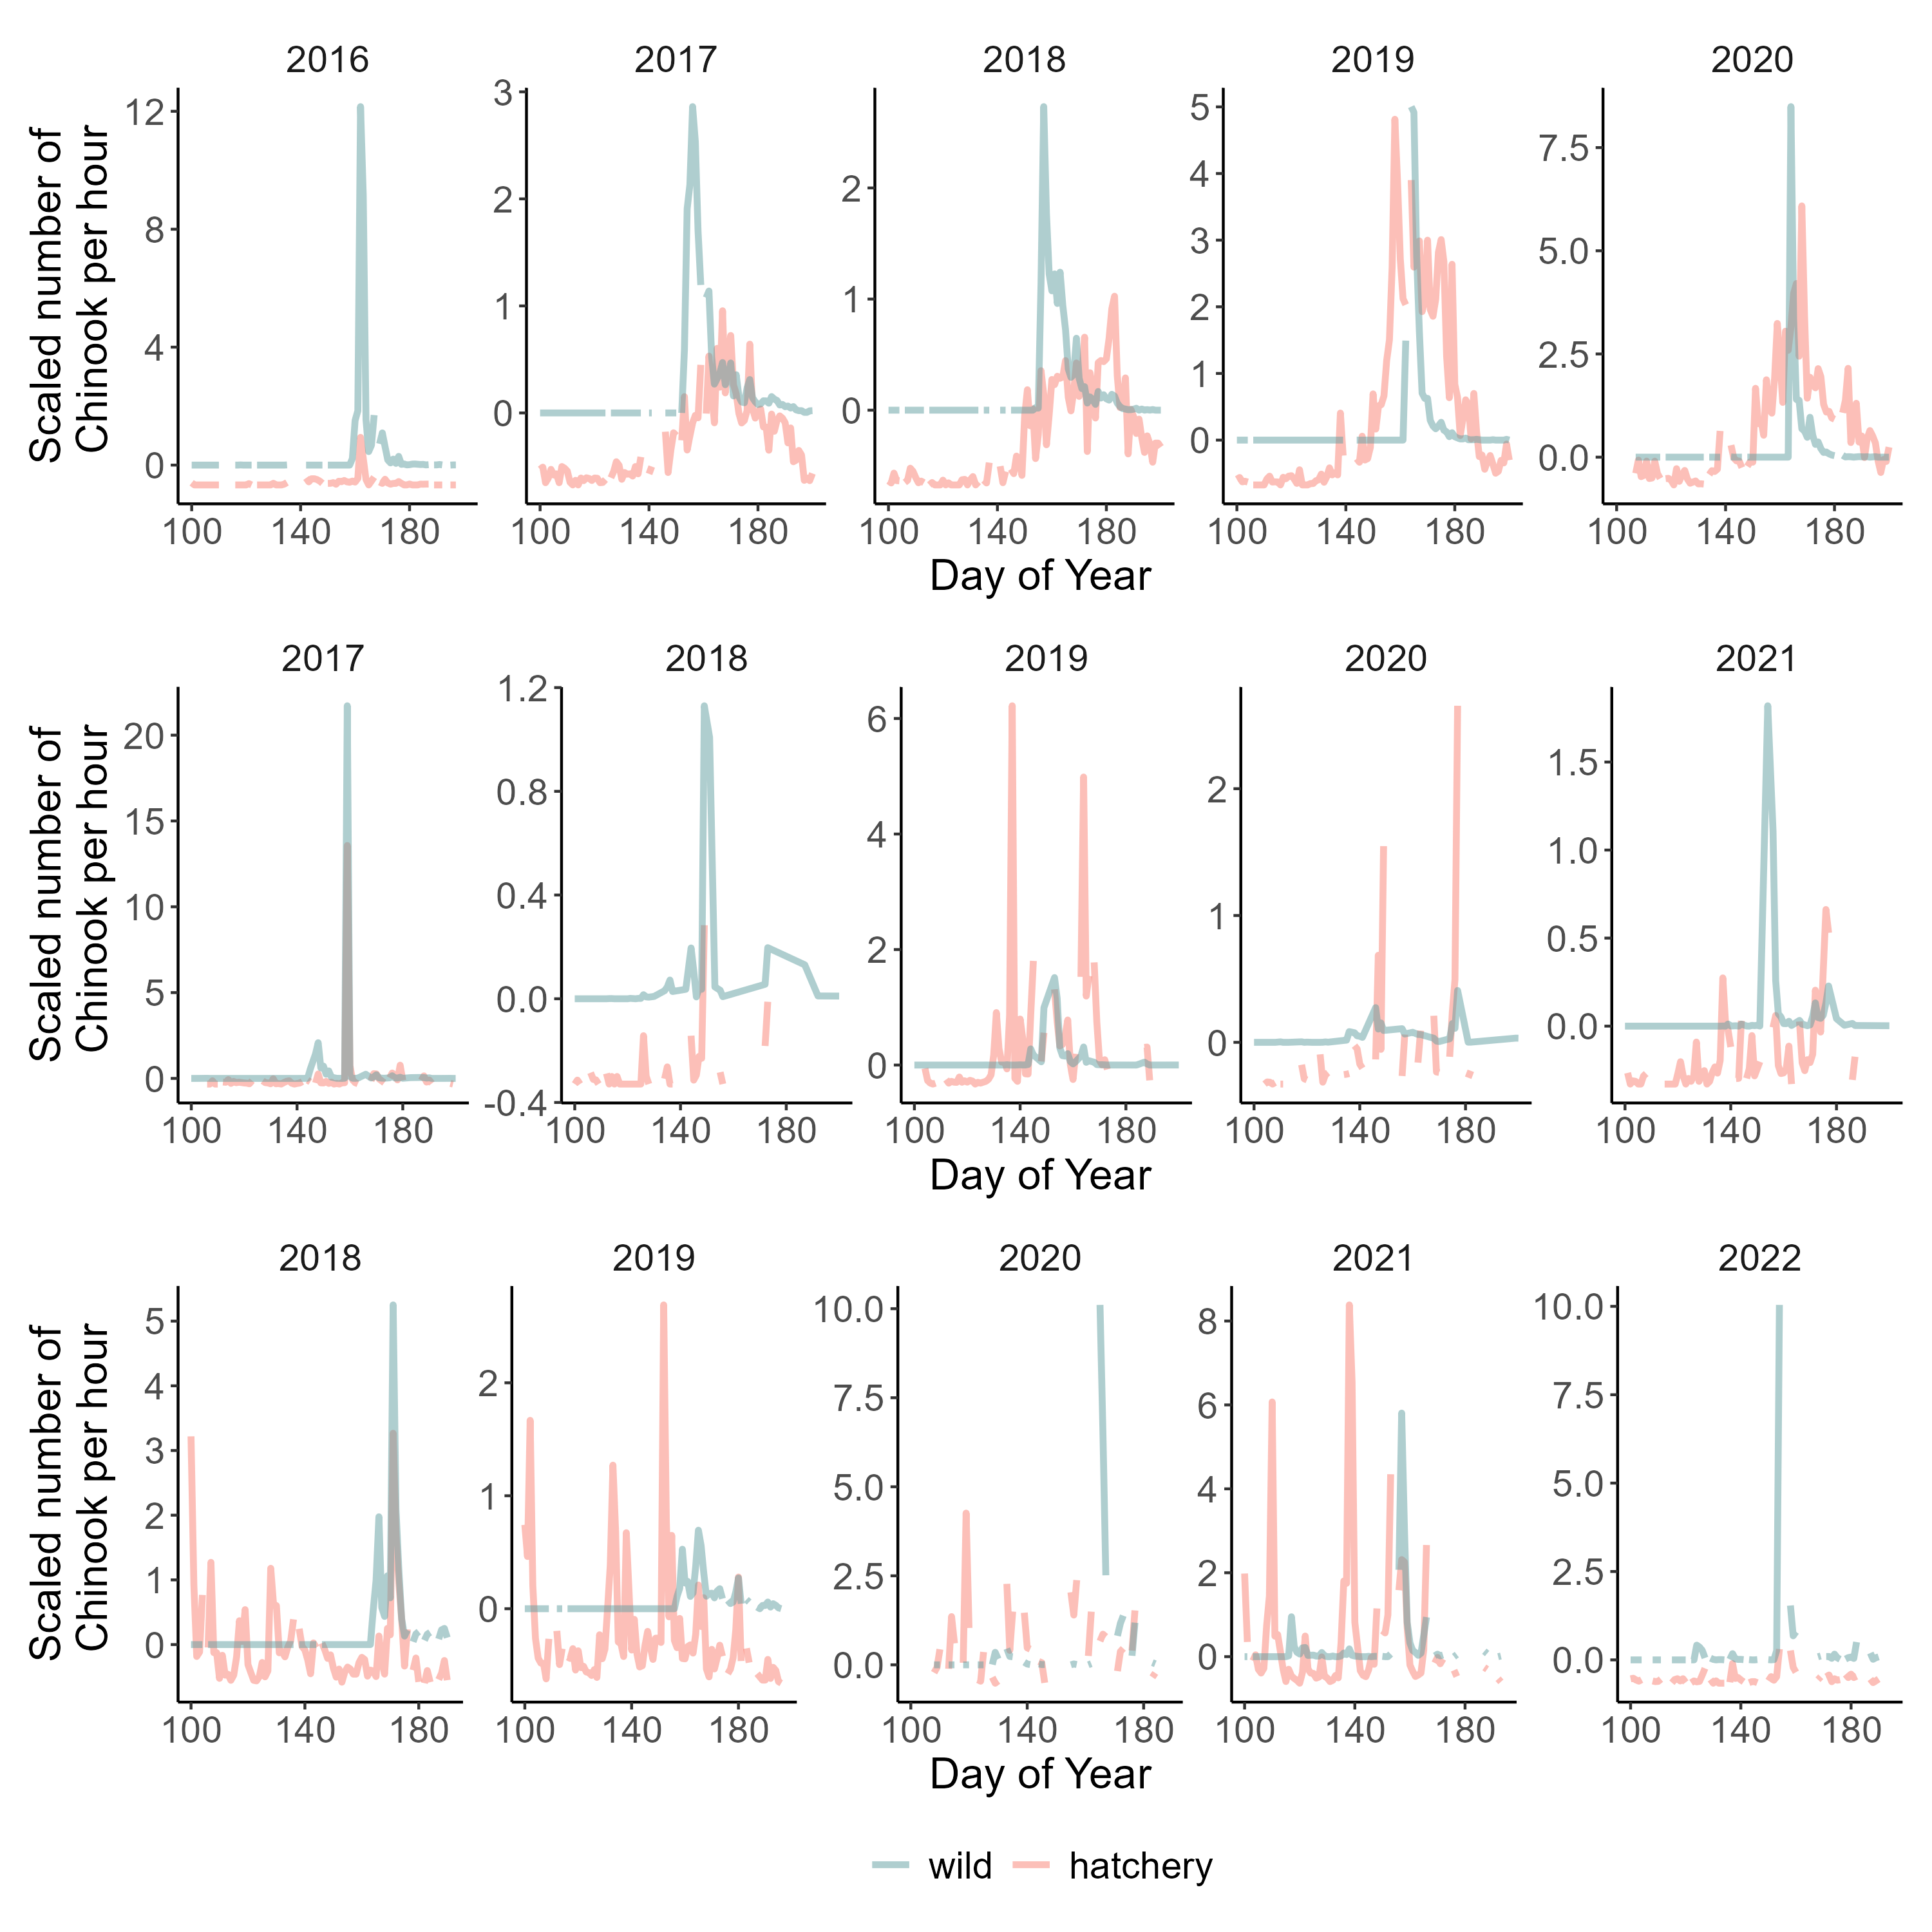 2016 2017 2018 2019 2020
Scaled number of
Chinook per hour
12 8 4 0
3 2 1 0
2 1 0
5 4 3 2 1 0
7.5 5.0 2.5 0.0
100 140 180 100 140 180 100 140 180 100 140 180 100 140 180
Day of Year
2017 2018 2019 2020 2021
Scaled number of
Chinook per hour
20 15 10 5 0
1.2 0.8 0.4 0.0 -0.4
6 4 2 0
2 1 0
1.5 1.0 0.5 0.0
100 140 180 100 140 180 100 140 180 100 140 180 100 140 180
Day of Year
2018 2019 2020 2021 2022
Scaled number of
Chinook per hour
5 4 3 2 1 0
2 1 0
10.0 7.5 5.0 2.5 0.0
8 6 4 2 0
10.0 7.5 5.0 2.5 0.0
100 140 180 100 140 180 100 140 180 100 140 180 100 140 180
Day of Year
wild hatchery